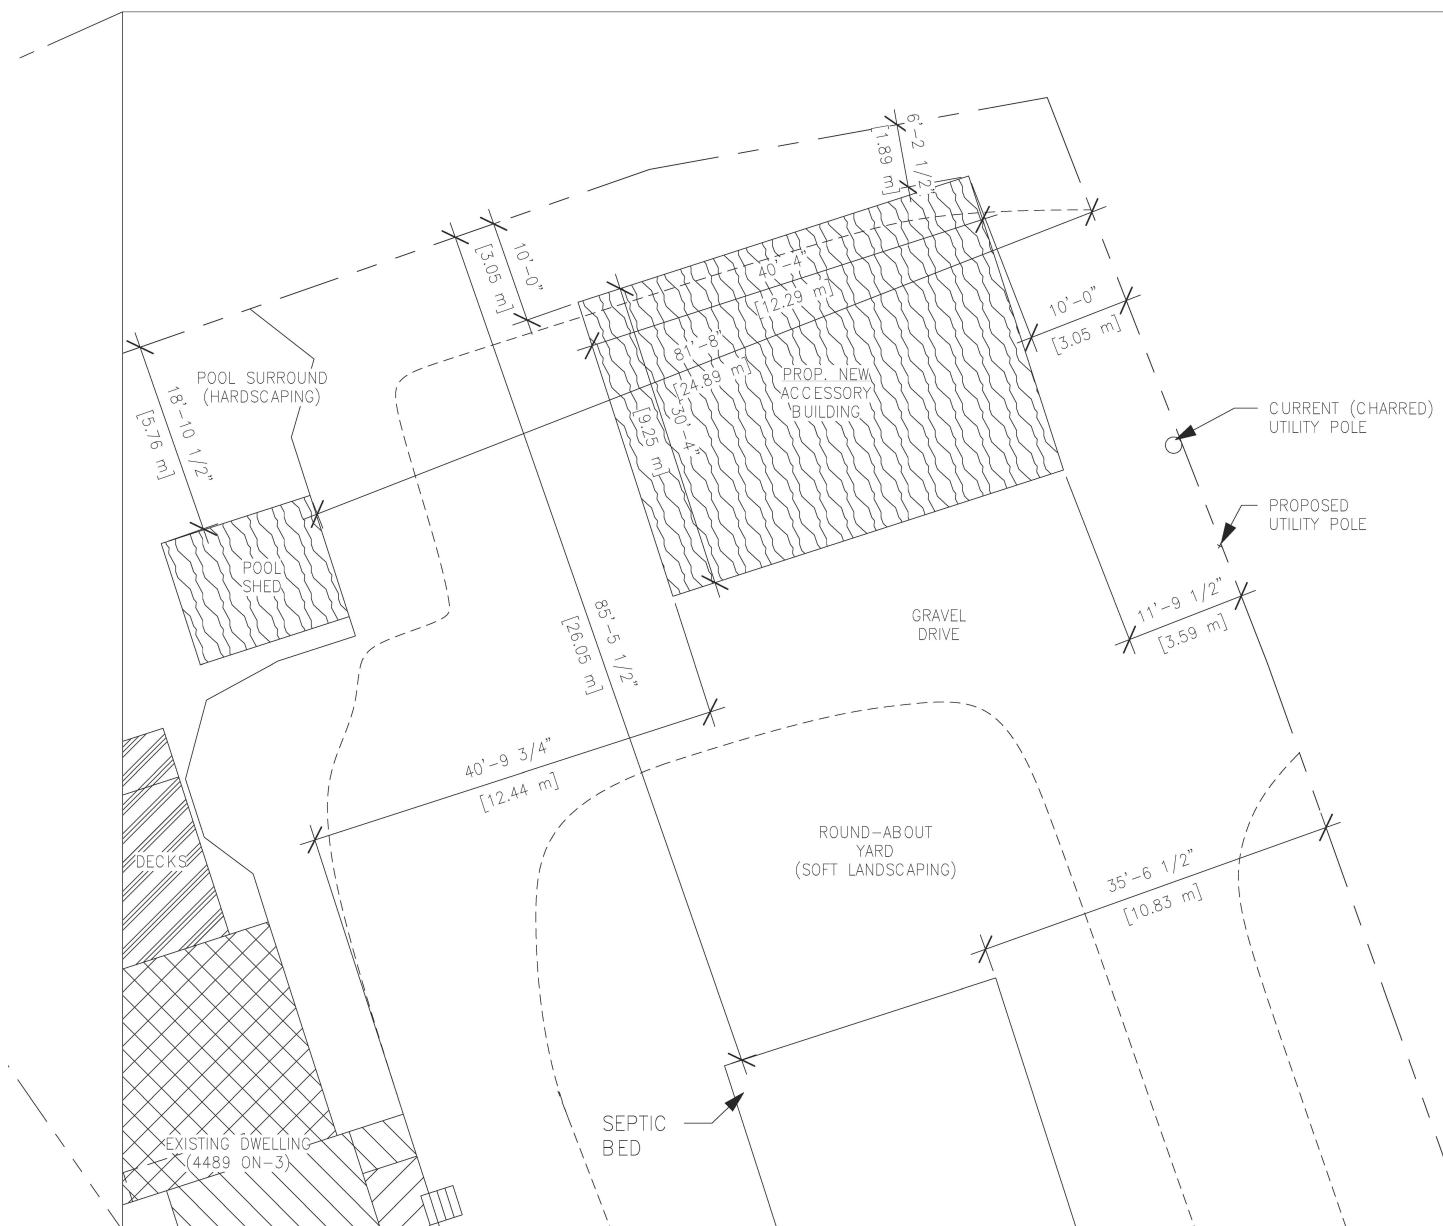 6'-2 1/2"
[1.89 m]
10'-0"
[3.05 m]
40'-4"
[12.29 m]
10'-0"
[3.05 m]
81'-8"
[24.89 m]
PROP. NEW
ACCESSORY
BUILDING
30'-4"
[9.25 m]
POOL SURROUND
(HARDSCAPING)
18'-10 1/2"
[5.76 m]
CURRENT (CHARRED)
UTILITY POLE
PROPOSED
UTILITY POLE
POOL
SHED
85'-5 1/2"
[26.05 m]
GRAVEL
DRIVE
11'-9 1/2"
[3.59 m]
40'-9 3/4"
[12.44 m]
DECKS
ROUND-ABOUT
YARD
(SOFT LANDSCAPING)
35'-6 1/2"
[10.83 m]
SEPTIC
BED
EXISTING DWELLING
(4489 ON-3)